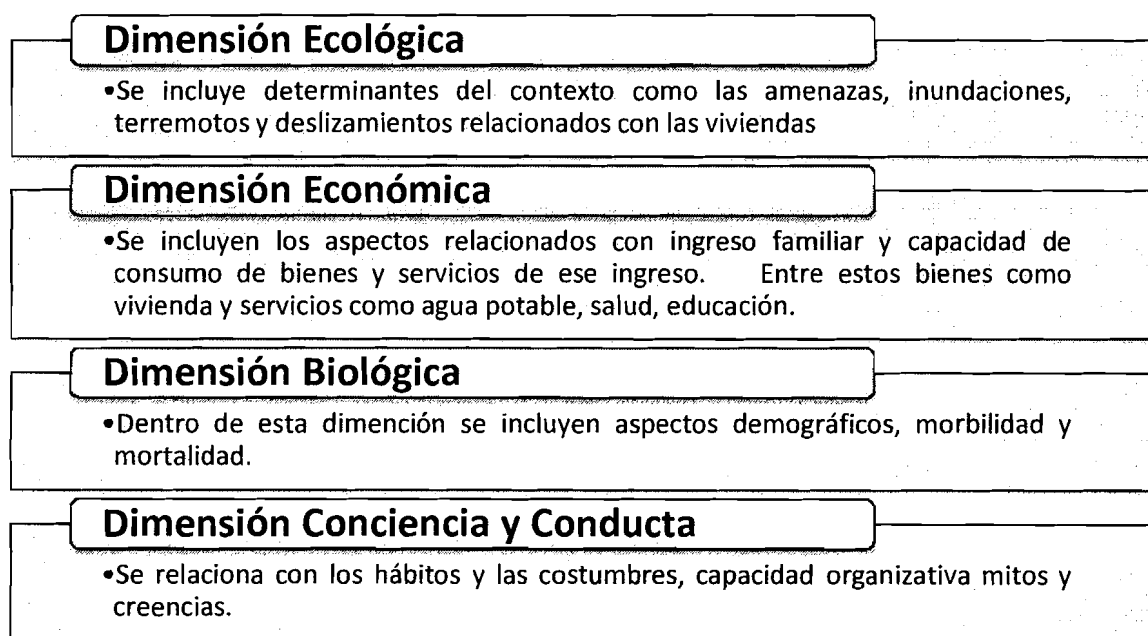 Dimensión Ecológica
•Se incluye determinantes del contexto como las amenazas, inundaciones,
terremotos y deslizamientos relacionados con las viviendas
Dimensión Económica
•Se incluyen los aspectos relacionados con ingreso familiar y capacidad de
consumo de bienes y servicios de ese ingreso. Entre estos bienes como
vivienda y servicios como agua potable, salud, educación.
Dimensión Biológica
•Dentro de esta dimención se incluyen aspectos demográficos, morbilidad y
mortalidad.
Dimensión Conciencia y Conducta
•Se relaciona con los hábitos y las costumbres, capacidad organizativa mitos y
creencias.